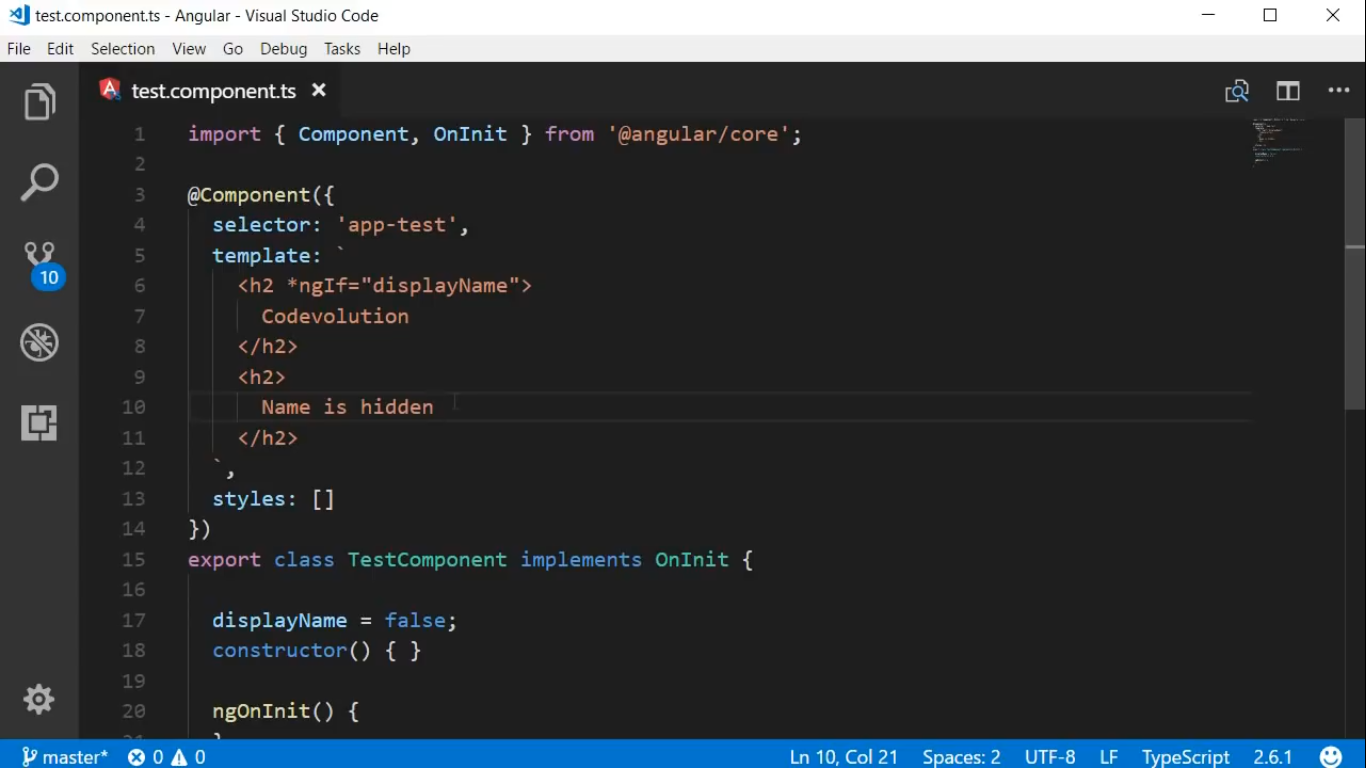 test.component.ts - Angular - Visual Studio Code
File Edit Selection View Go Debug Tasks Help
test.component.ts
1 import { Component, OnInit } from '@angular/core';
2
3 @Component({
4 selector: 'app-test',
5 template: `
6 <h2 *ngIf="displayName">
7 Codevolution
8 </h2>
9 <h2>
10 Name is hidden
11 </h2>
12 `,
13 styles: []
14 })
15 export class TestComponent implements OnInit {
16
17 displayName = false;
18 constructor() { }
19
20 ngOnInit() {
21 }
10
master* 0 0 Ln 10, Col 21 Spaces: 2 UTF-8 LF TypeScript 2.6.1